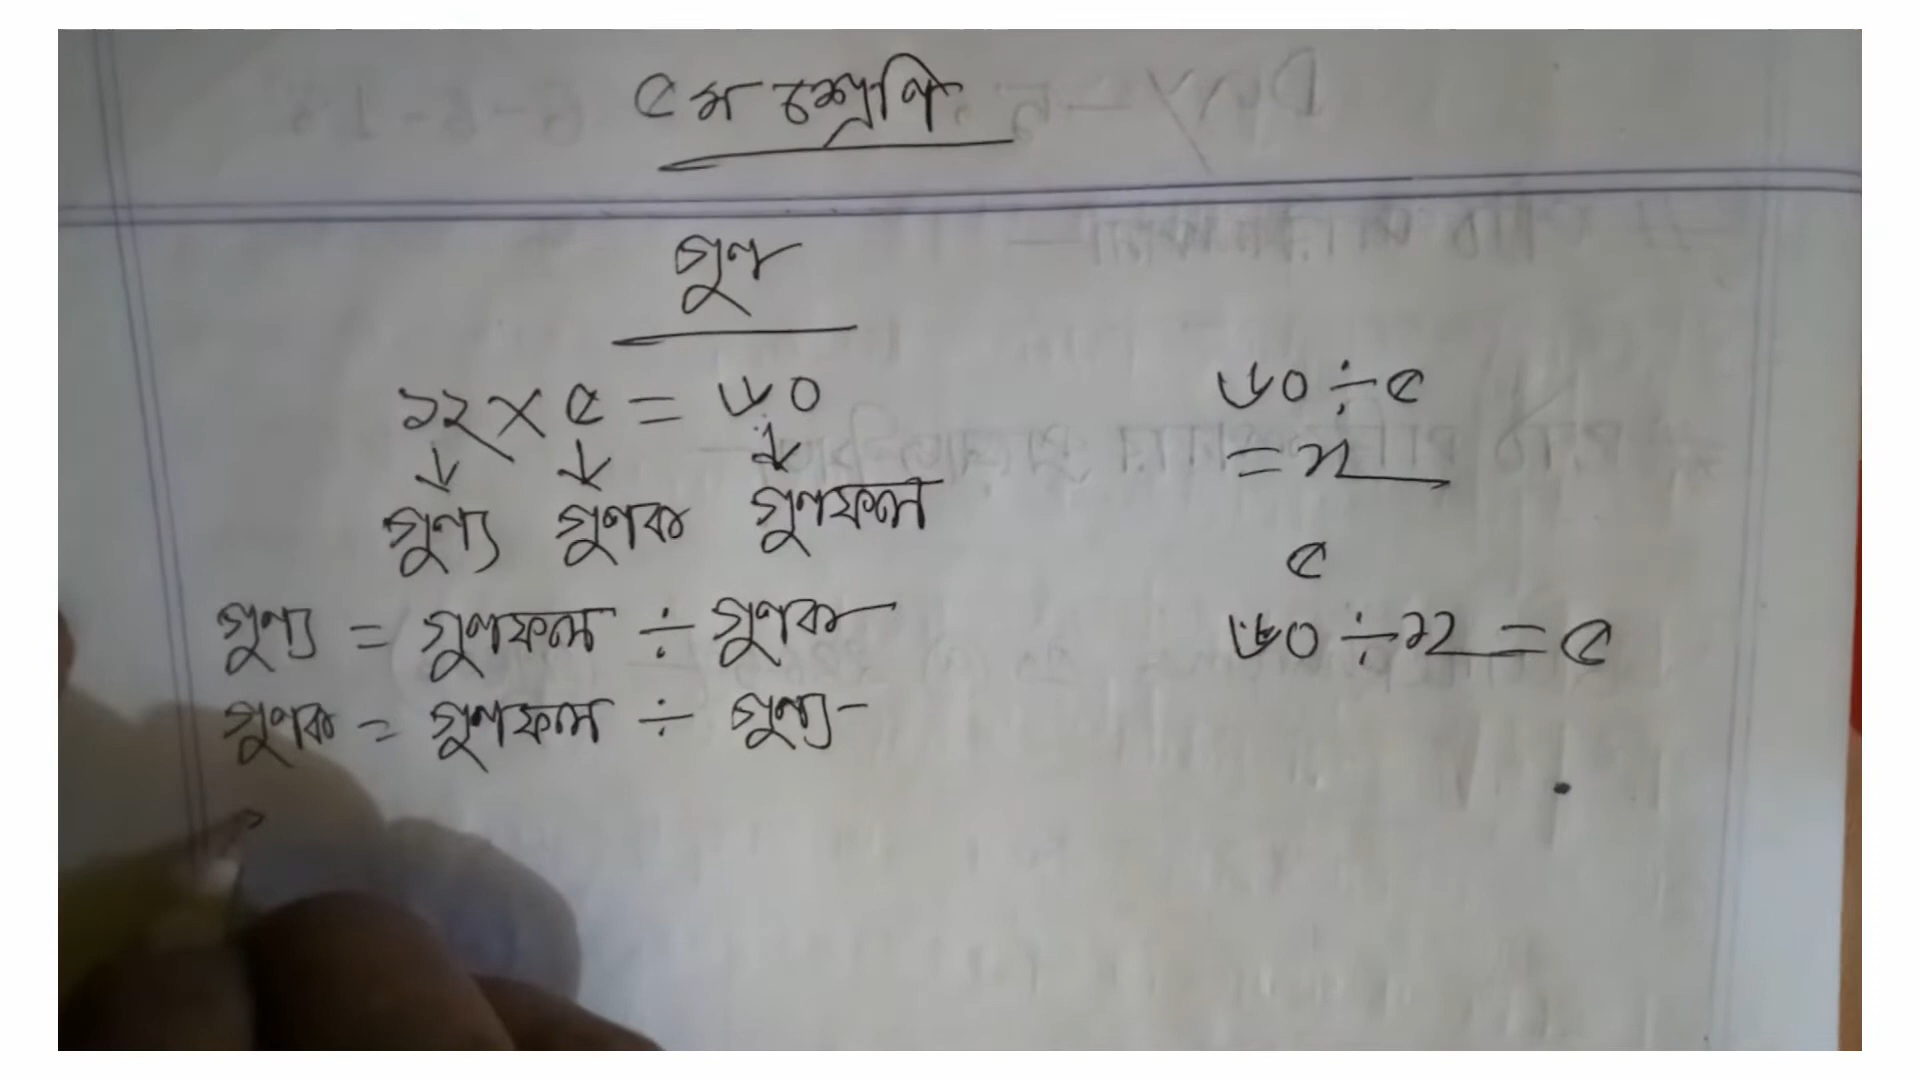 ৫ম শ্রেণি
গুণ
১২ × ৫ = ৬০
গুণ্য গুণক গুণফল
গুণ্য = গুণফল ÷ গুণক
গুণক = গুণফল ÷ গুণ্য
৬০ ÷ ৫
= ১২
৫
৬০ ÷ ১২ = ৫